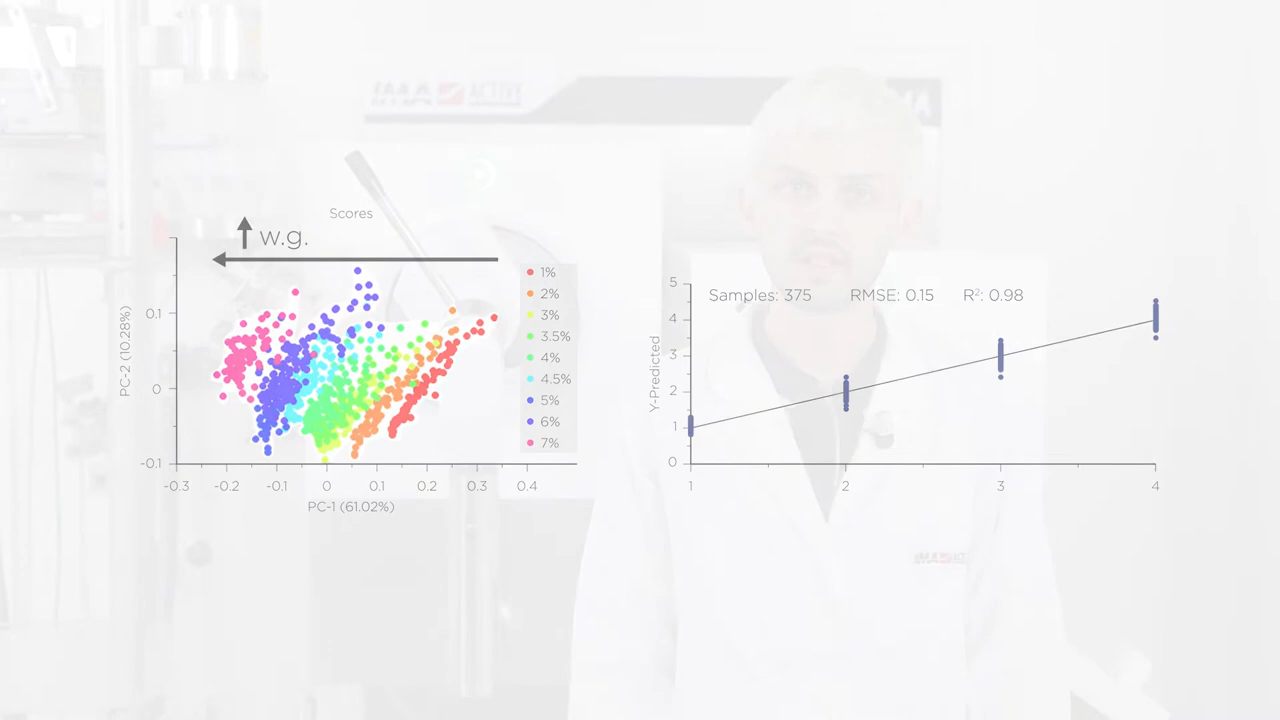 IMA ACTIVE
IMA
Scores
w.g.
PC-2 (10.28%)
0.1
0
-0.1
-0.3 -0.2 -0.1 0 0.1 0.2 0.3 0.4
PC-1 (61.02%)
1%
2%
3%
3.5%
4%
4.5%
5%
6%
7%
Samples: 375 RMSE: 0.15 R²: 0.98
Y-Predicted
5
4
3
2
1
0
1 2 3 4